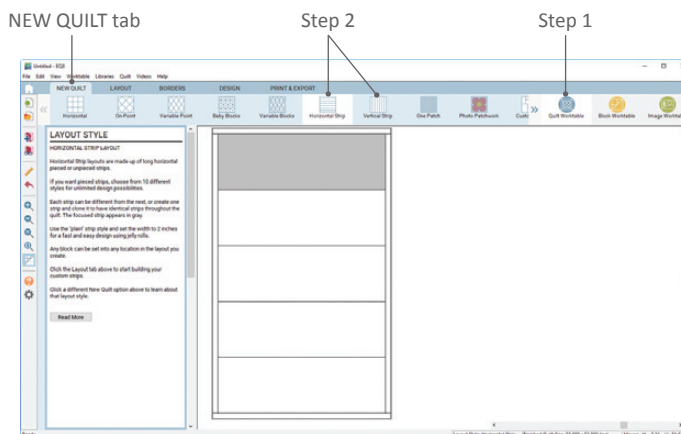 NEW QUILT tab Step 2 Step 1
Untitled - EQ8
File Edit View Worktable Libraries Quilt Videos Help
NEW QUILT LAYOUT BORDERS DESIGN PRINT & EXPORT
Horizontal On-Point Variable Point Baby Blocks Variable Blocks Horizontal Strip Vertical Strip One Patch Photo Patchwork Quilt Worktable Block Worktable
LAYOUT STYLE
HORIZONTAL STRIP LAYOUT
Horizontal Strip layouts are made up of long horizontal
pieced or unpieced strips.
If you want pieced strips, choose from 10 different
styles for unlimited design possibilities.
Each strip can be different from the next, or create one
strip and clone it to have identical strips throughout the
quilt. The focused strip appears in gray.
Use the 'plain' strip style and set the width to 2 inches
for a fast and easy design using jelly rolls.
Any block can be set into any location in the layout you
create.
Click the Layout tab above to start building your
custom strips.
Click a different New Quilt option above to learn about
that layout style.
Read More